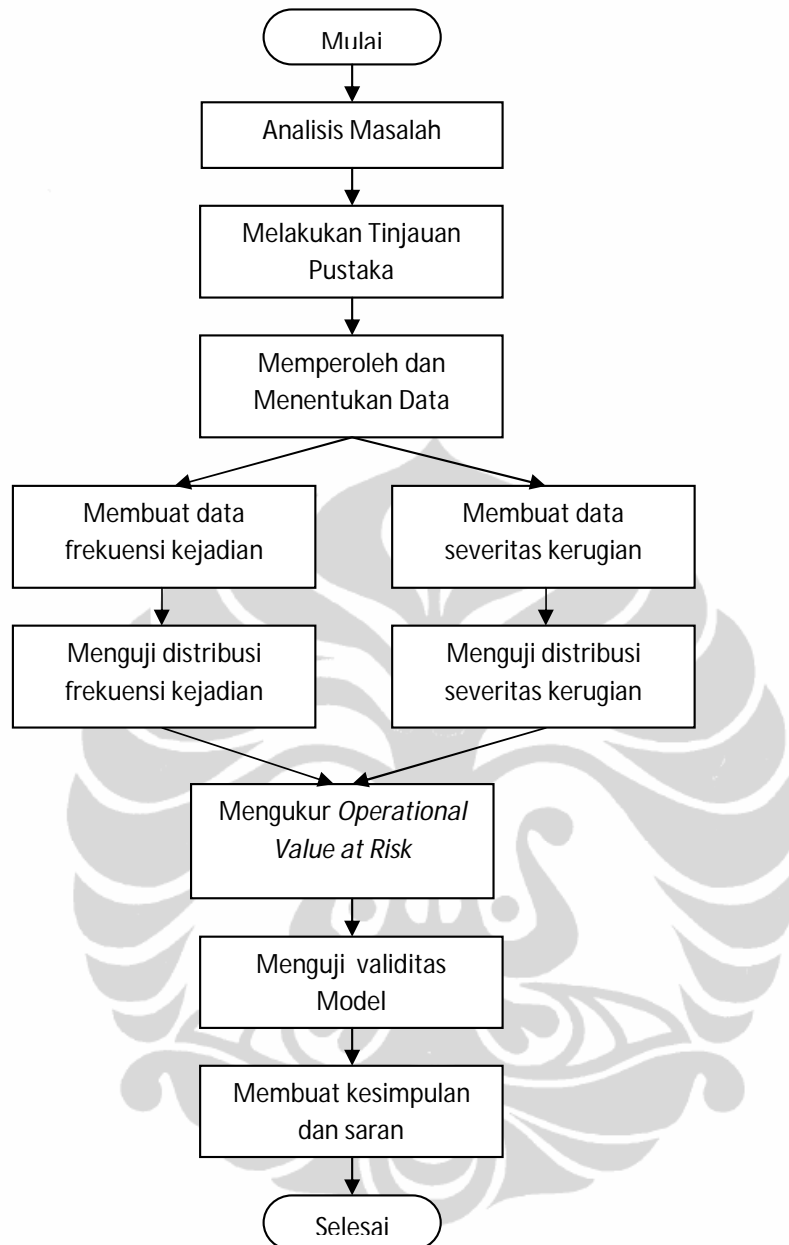 Mulai
Analisis Masalah
Melakukan Tinjauan
Pustaka
Memperoleh dan
Menentukan Data
Membuat data
frekuensi kejadian
Membuat data
severitas kerugian
Menguji distribusi
frekuensi kejadian
Menguji distribusi
severitas kerugian
Mengukur Operational
Value at Risk
Menguji validitas
Model
Membuat kesimpulan
dan saran
Selesai